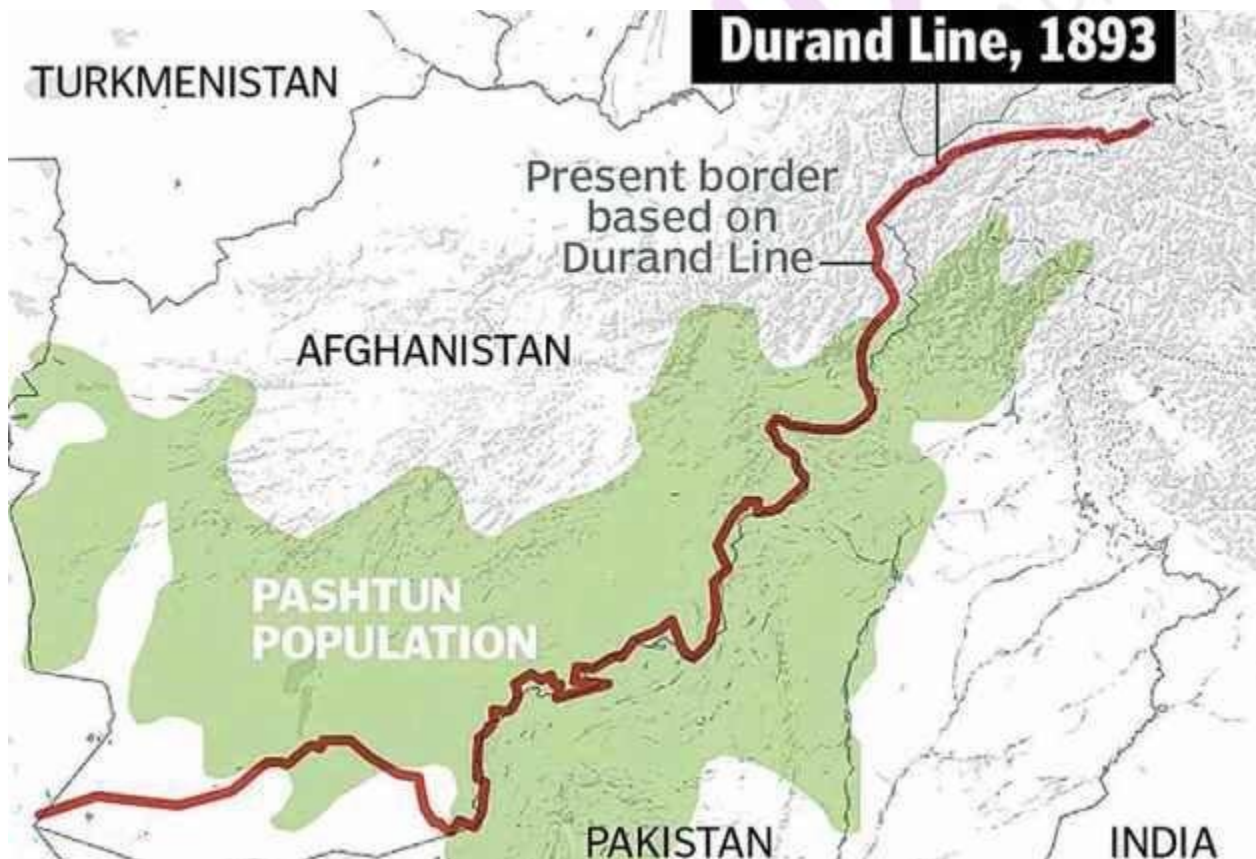 Durand Line, 1893
TURKMENISTAN
Present border
based on
Durand Line
AFGHANISTAN
PASHTUN
POPULATION
PAKISTAN
INDIA